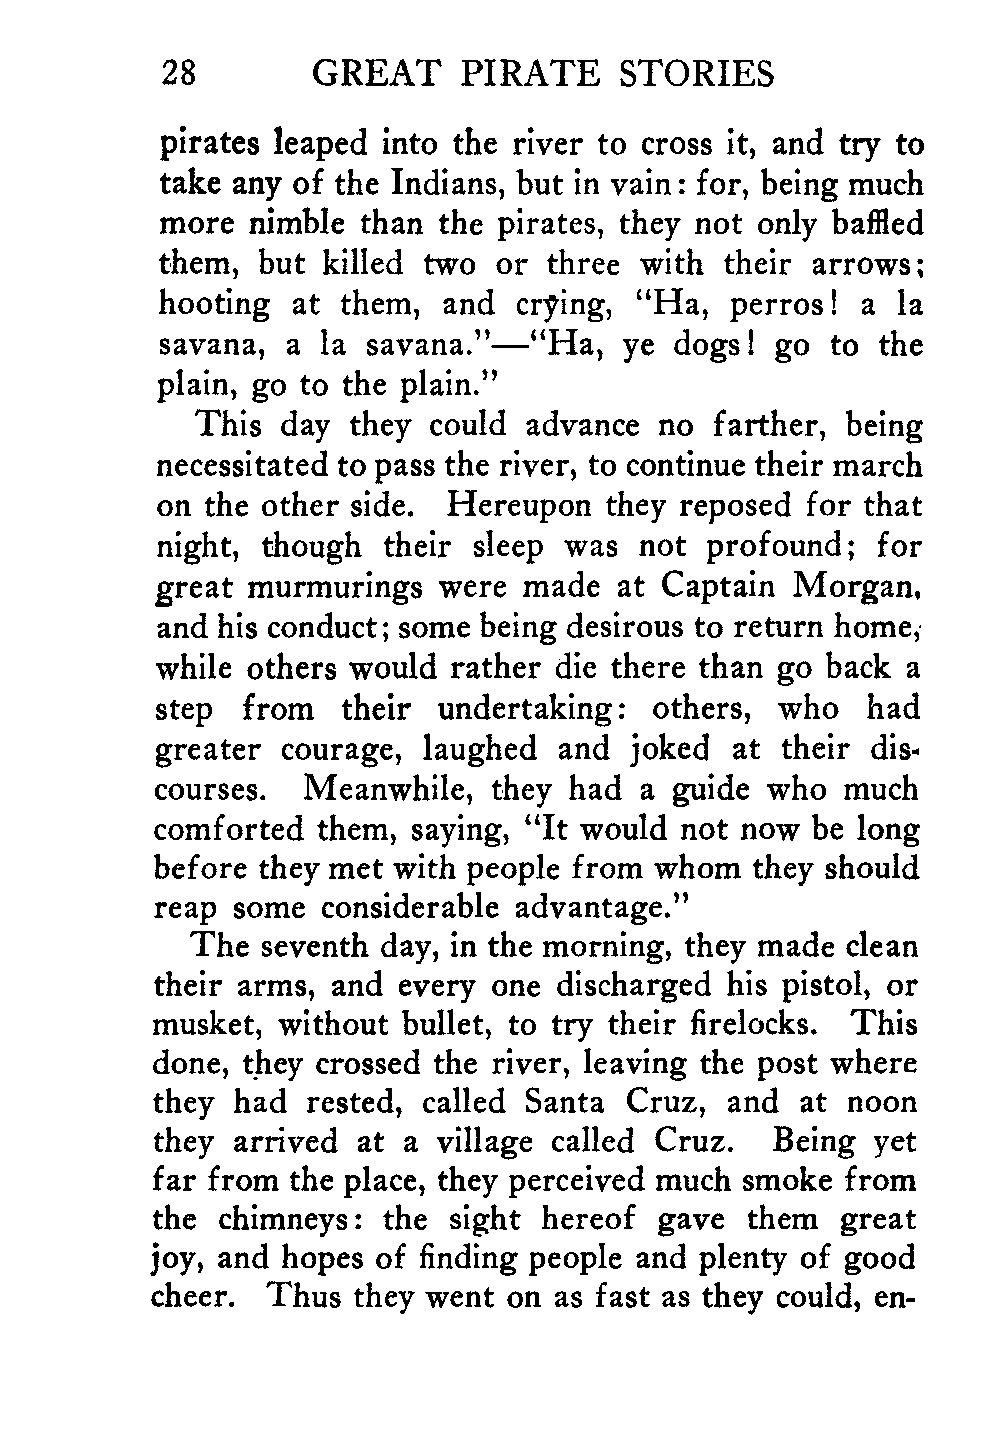 28 GREAT PIRATE STORIES
pirates leaped into the river to cross it, and try to
take any of the Indians, but in vain: for, being much
more nimble than the pirates, they not only baffled
them, but killed two or three with their arrows;
hooting at them, and crying, "Ha, perros! a la
savana, a la savana."—"Ha, ye dogs! go to the
plain, go to the plain."
This day they could advance no farther, being
necessitated to pass the river, to continue their march
on the other side. Hereupon they reposed for that
night, though their sleep was not profound; for
great murmurings were made at Captain Morgan,
and his conduct; some being desirous to return home,
while others would rather die there than go back a
step from their undertaking: others, who had
greater courage, laughed and joked at their dis-
courses. Meanwhile, they had a guide who much
comforted them, saying, "It would not now be long
before they met with people from whom they should
reap some considerable advantage."
The seventh day, in the morning, they made clean
their arms, and every one discharged his pistol, or
musket, without bullet, to try their firelocks. This
done, they crossed the river, leaving the post where
they had rested, called Santa Cruz, and at noon
they arrived at a village called Cruz. Being yet
far from the place, they perceived much smoke from
the chimneys: the sight hereof gave them great
joy, and hopes of finding people and plenty of good
cheer. Thus they went on as fast as they could, en-